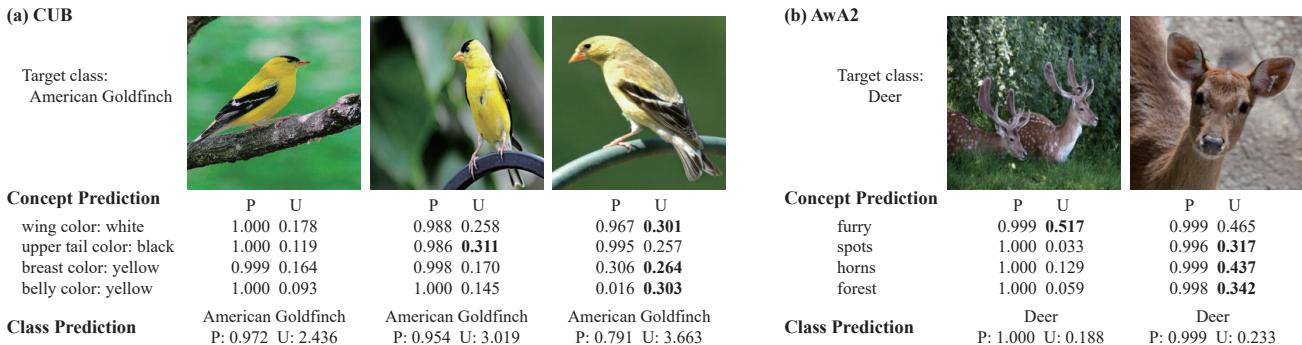 (a) CUB
Target class:
American Goldfinch
Concept Prediction
P U P U P U
wing color: white 1.000 0.178 0.988 0.258 0.967 0.301
upper tail color: black 1.000 0.119 0.986 0.311 0.995 0.257
breast color: yellow 0.999 0.164 0.998 0.170 0.306 0.264
belly color: yellow 1.000 0.093 1.000 0.145 0.016 0.303
American Goldfinch American Goldfinch American Goldfinch
Class Prediction
P: 0.972 U: 2.436 P: 0.954 U: 3.019 P: 0.791 U: 3.663
(b) AwA2
Target class:
Deer
Concept Prediction
P U P U
furry 0.999 0.517 0.999 0.465
spots 1.000 0.033 0.996 0.317
horns 1.000 0.129 0.999 0.437
forest 1.000 0.059 0.998 0.342
Deer Deer
Class Prediction
P: 1.000 U: 0.188 P: 0.999 U: 0.233